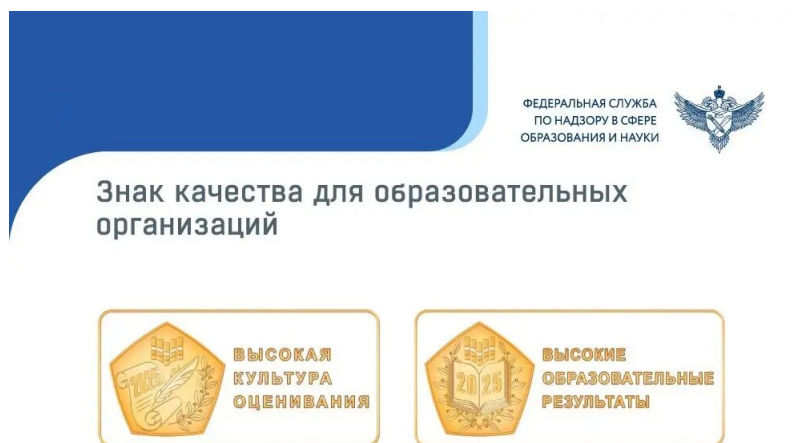 ФЕДЕРАЛЬНАЯ СЛУЖБА
ПО НАДЗОРУ В СФЕРЕ
ОБРАЗОВАНИЯ И НАУКИ
Знак качества для образовательных
организаций
2025
ВЫСОКАЯ
КУЛЬТУРА
ОЦЕНИВАНИЯ
2025
ВЫСОКИЕ
ОБРАЗОВАТЕЛЬНЫЕ
РЕЗУЛЬТАТЫ